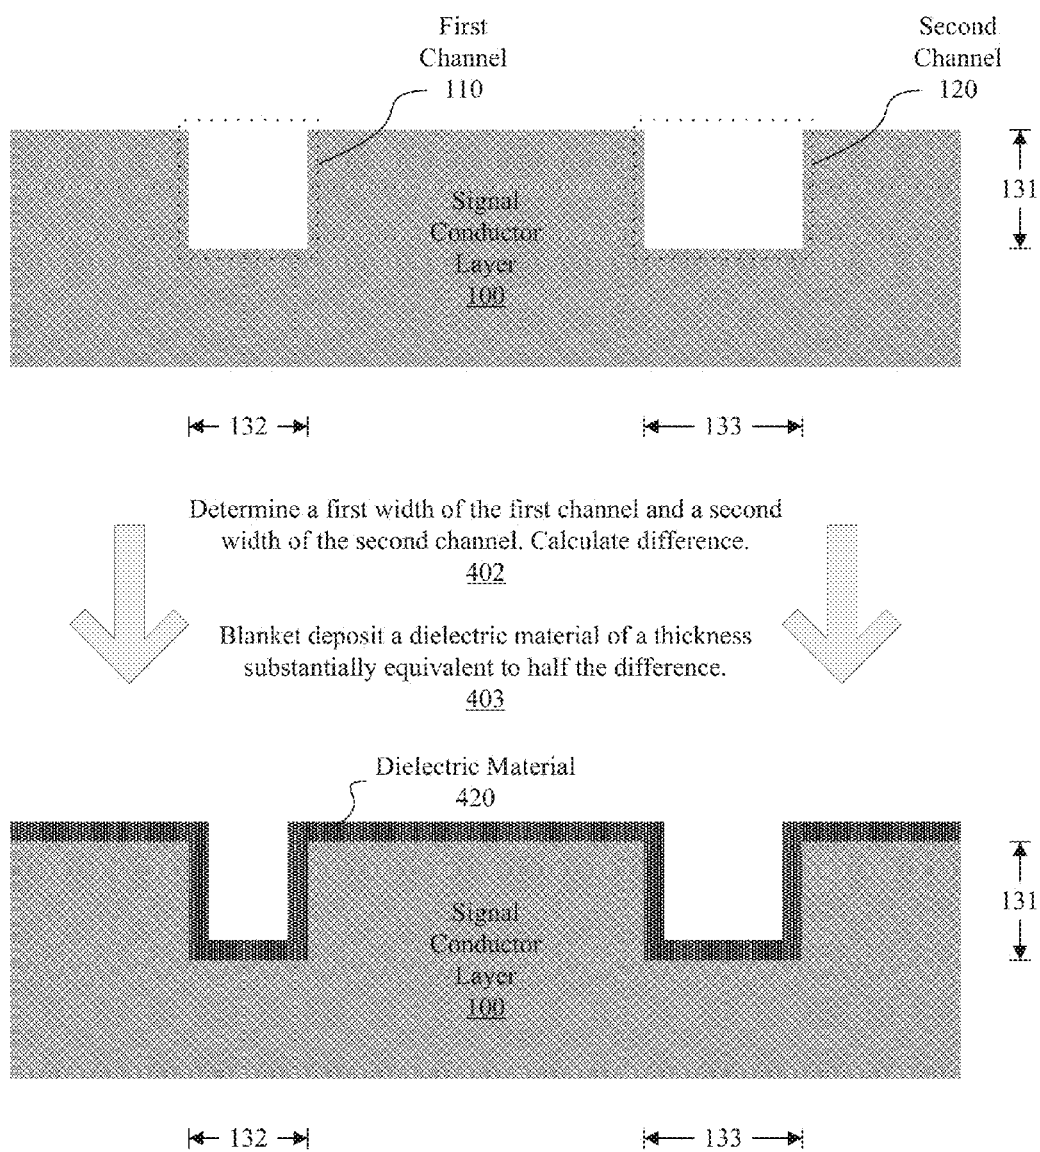 First
Channel
110
Second
Channel
120
131
Signal
Conductor
Layer
100
132
133
Determine a first width of the first channel and a second
width of the second channel. Calculate difference.
402
Blanket deposit a dielectric material of a thickness
substantially equivalent to half the difference.
403
Dielectric Material
420
131
Signal
Conductor
Layer
100
132
133